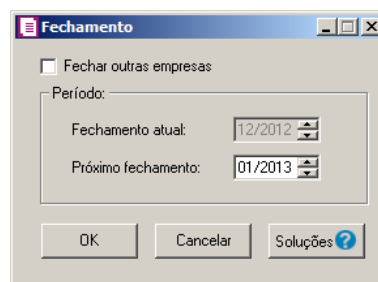 Fechamento
Fechar outras empresas
Período:
Fechamento atual: 12/2012
Próximo fechamento: 01/2013
OK Cancelar Soluções ?